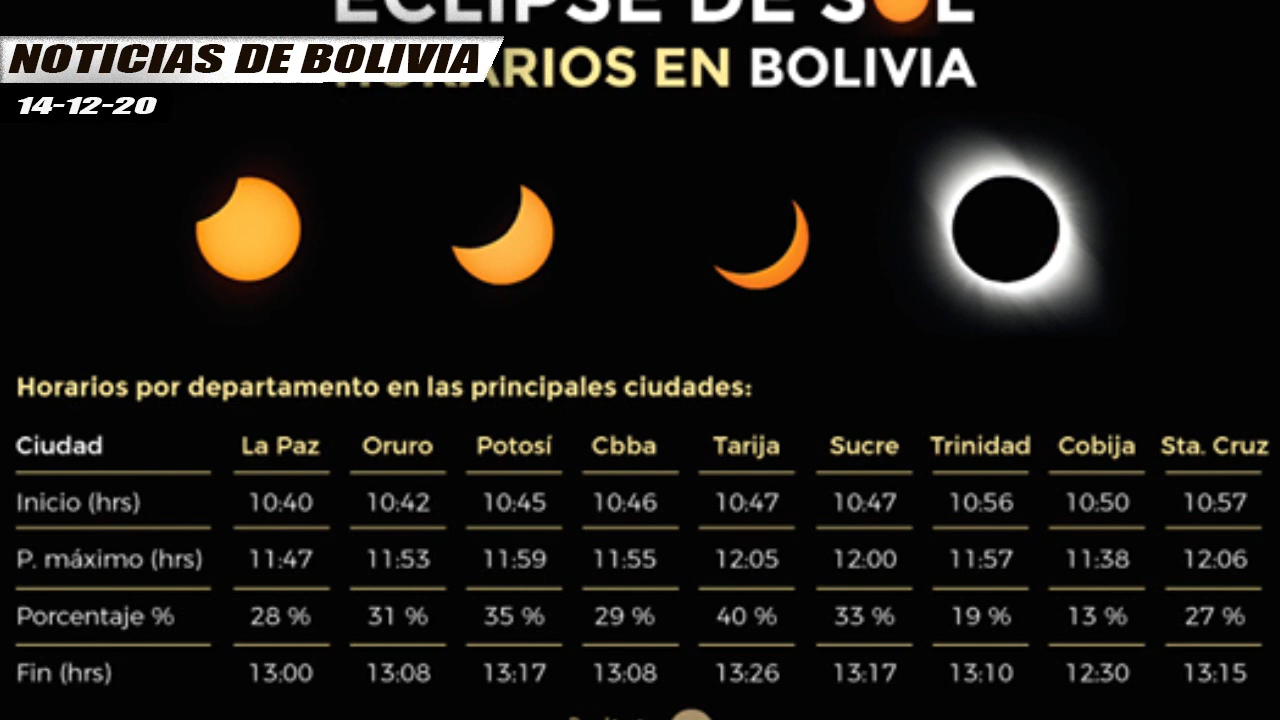 ECLIPSE DE SOL
NOTICIAS DE BOLIVIA
HORARIOS EN BOLIVIA
14-12-20
Horarios por departamento en las principales ciudades:
Ciudad La Paz Oruro Potosí Cbba Tarija Sucre Trinidad Cobija Sta. Cruz
Inicio (hrs) 10:40 10:42 10:45 10:46 10:47 10:47 10:56 10:50 10:57
P. máximo (hrs) 11:47 11:53 11:59 11:55 12:05 12:00 11:57 11:38 12:06
Porcentaje % 28 % 31 % 35 % 29 % 40 % 33 % 19 % 13 % 27 %
Fin (hrs) 13:00 13:08 13:17 13:08 13:26 13:17 13:10 12:30 13:15